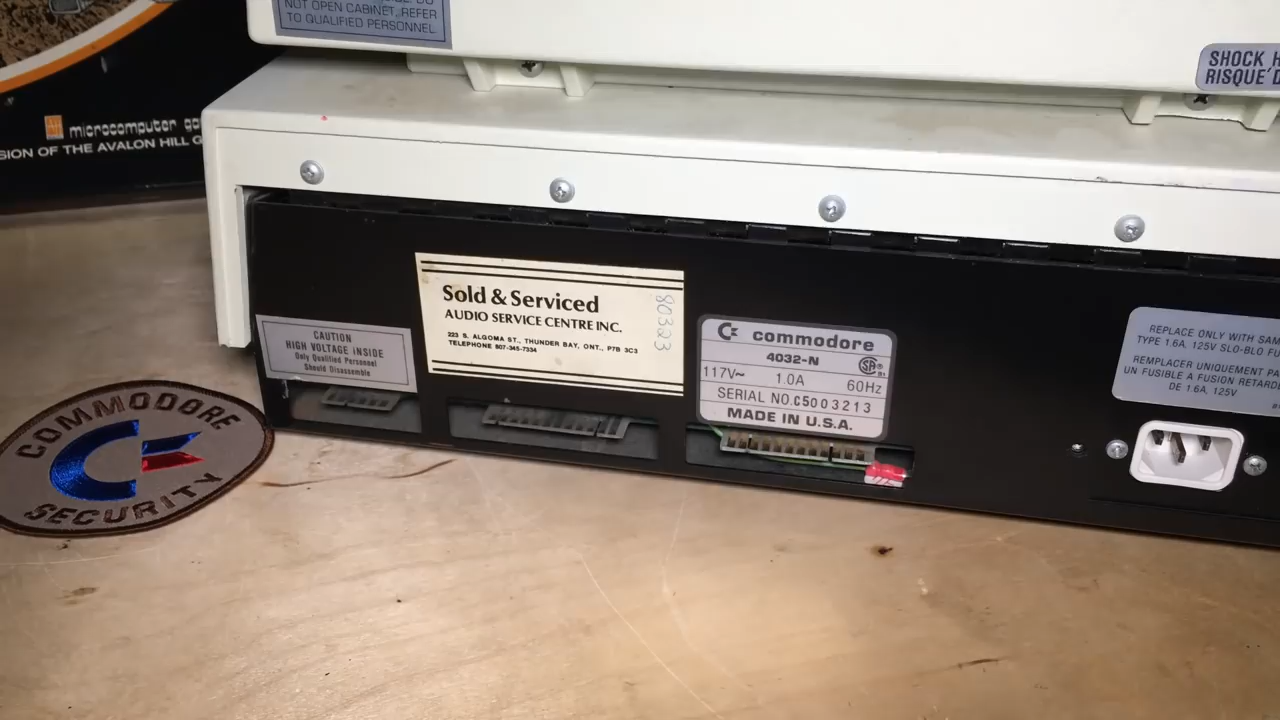 NOT OPEN CABINET, REFER
TO QUALIFIED PERSONNEL
SHOCK
RISQUE
microcomputer
SION OF THE AVALON HILL G
Sold & Serviced
AUDIO SERVICE CENTRE INC.
223 S. ALGOMA ST., THUNDER BAY, ONT., P7B 3C3
TELEPHONE 807-345-7334
80323
CAUTION
HIGH VOLTAGE INSIDE
Only Qualified Personnel
Should Disassemble
commodore
4032-N
117V~ 1.0A 60Hz
SERIAL NO. C5003213
MADE IN U.S.A.
REPLACE ONLY WITH SAM
TYPE 1.6A, 125V SLO-BLO FU
REMPLACER UNIQUEMENT PA
UN FUSIBLE A FUSION RETARD
DE 1.6A, 125V
COMMODORE
SECURITY